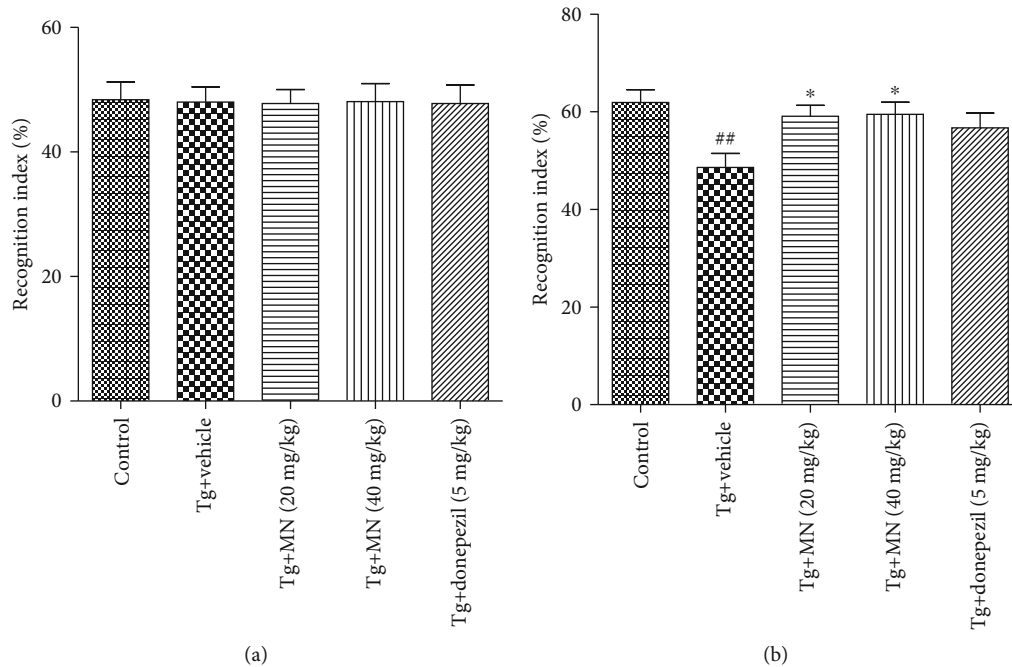 Recognition index (%)
60
40
20
0
Control
Tg+vehicle
Tg+MN (20 mg/kg)
Tg+MN (40 mg/kg)
Tg+donepezil (5 mg/kg)
(a)
Recognition index (%)
80
60
40
20
0
##
*
*
Control
Tg+vehicle
Tg+MN (20 mg/kg)
Tg+MN (40 mg/kg)
Tg+donepezil (5 mg/kg)
(b)